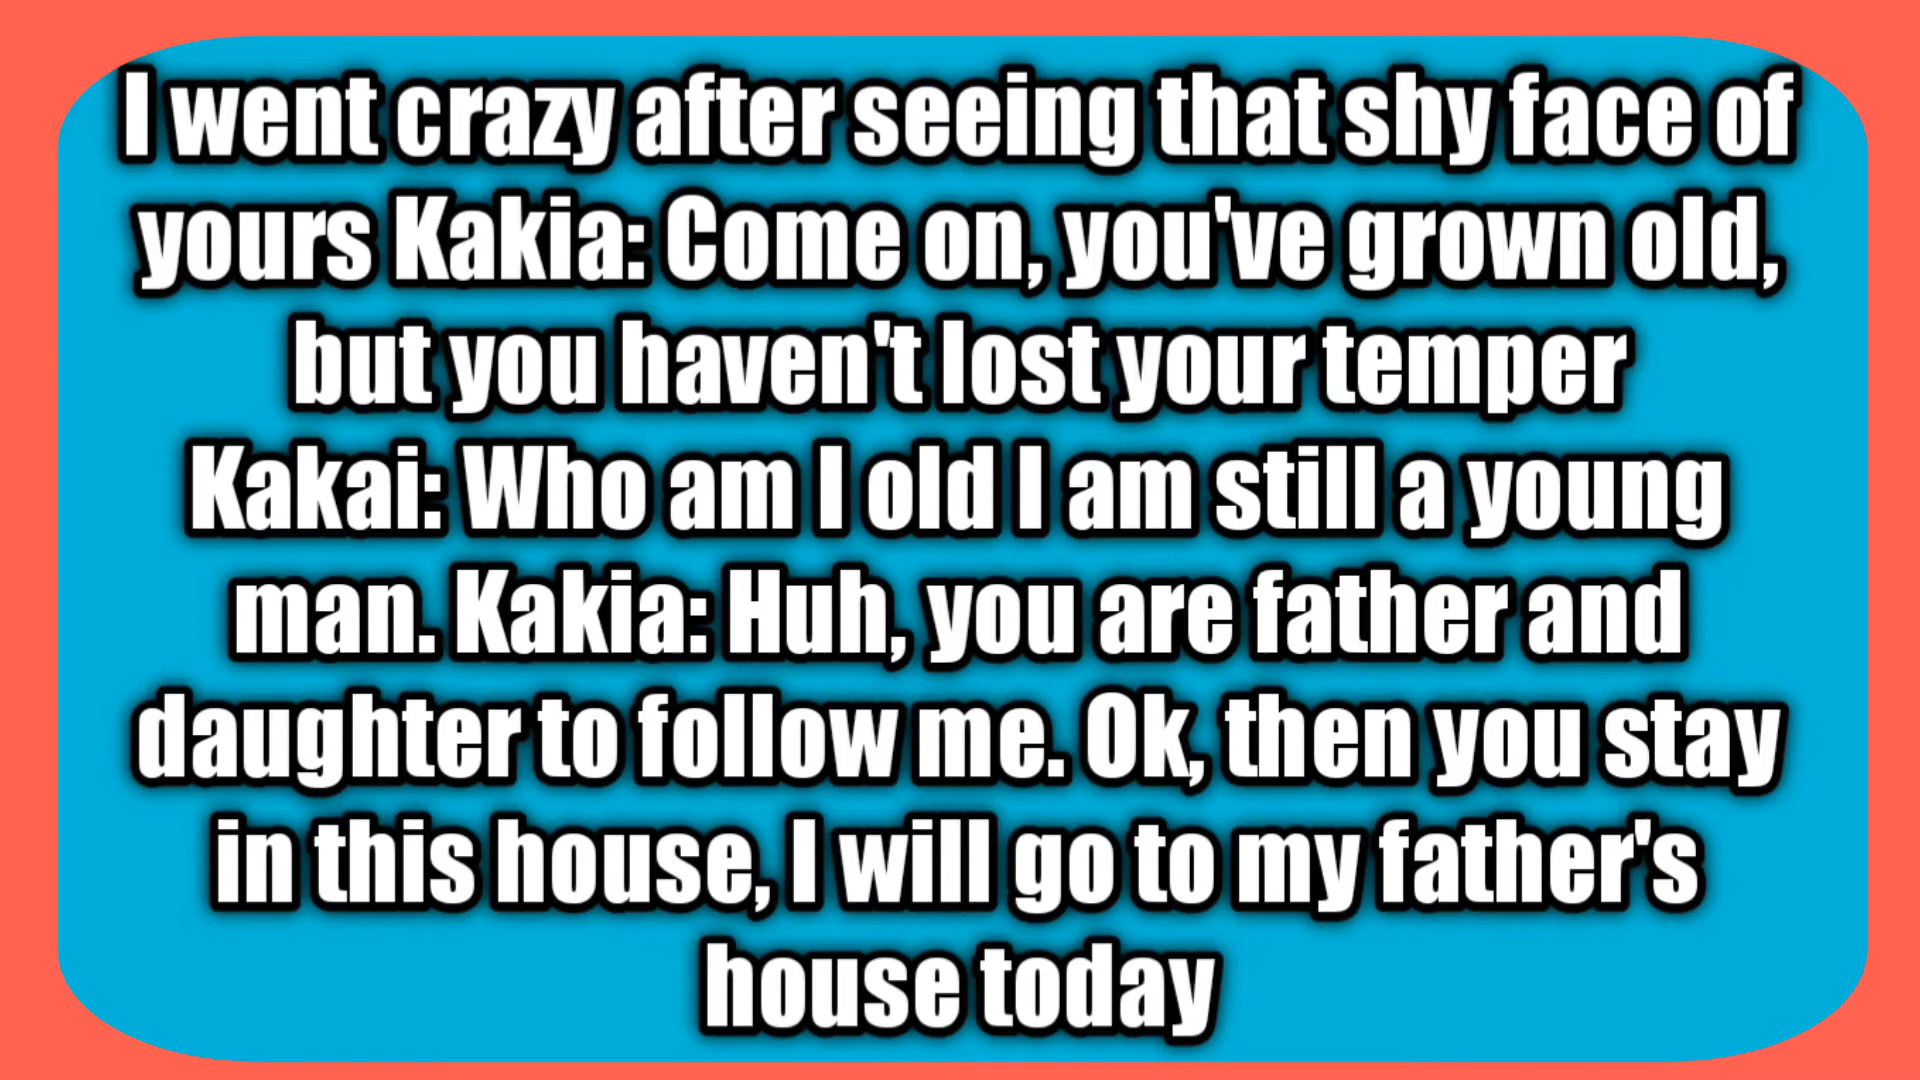 I went crazy after seeing that shy face of
yours Kakia: Come on, you've grown old,
but you haven't lost your temper
Kakai: Who am I old I am still a young
man. Kakia: Huh, you are father and
daughter to follow me. Ok, then you stay
in this house, I will go to my father's
house today